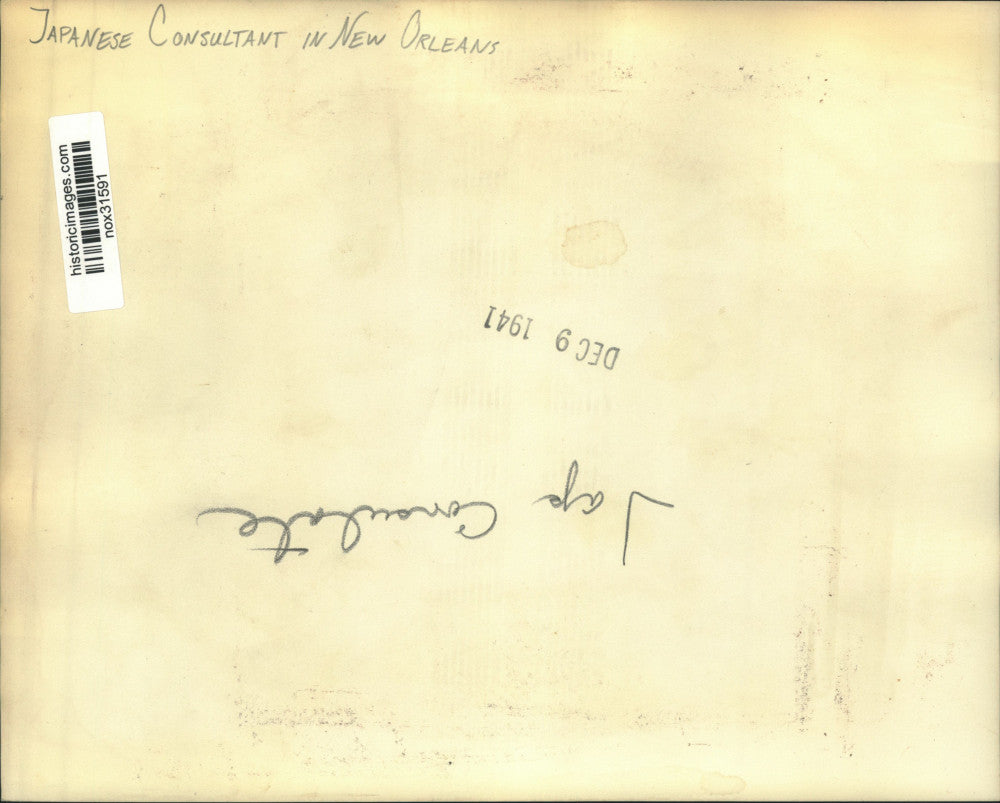 JAPANESE CONSULTANT IN NEW ORLEANS
historicimages.com
nox31591
DEC 9 1941
Jap Consulate